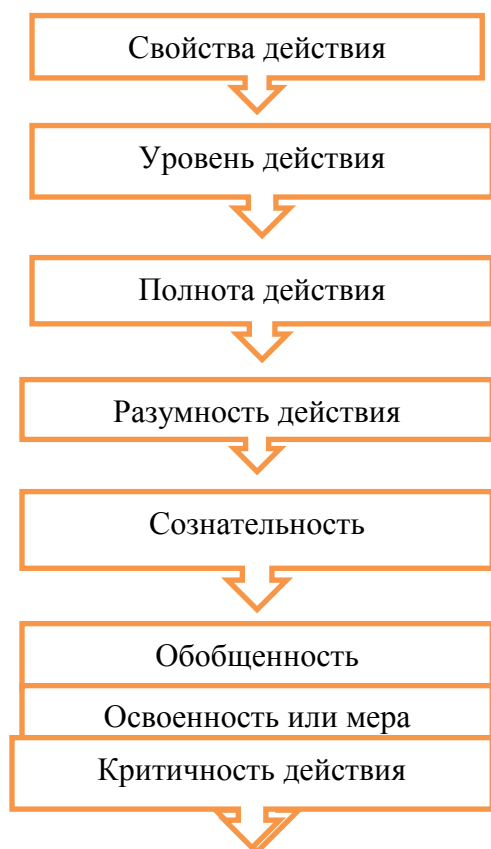 Свойства действия
Уровень действия
Полнота действия
Разумность действия
Сознательность
Обобщенность
Освоенность или мера
Критичность действия